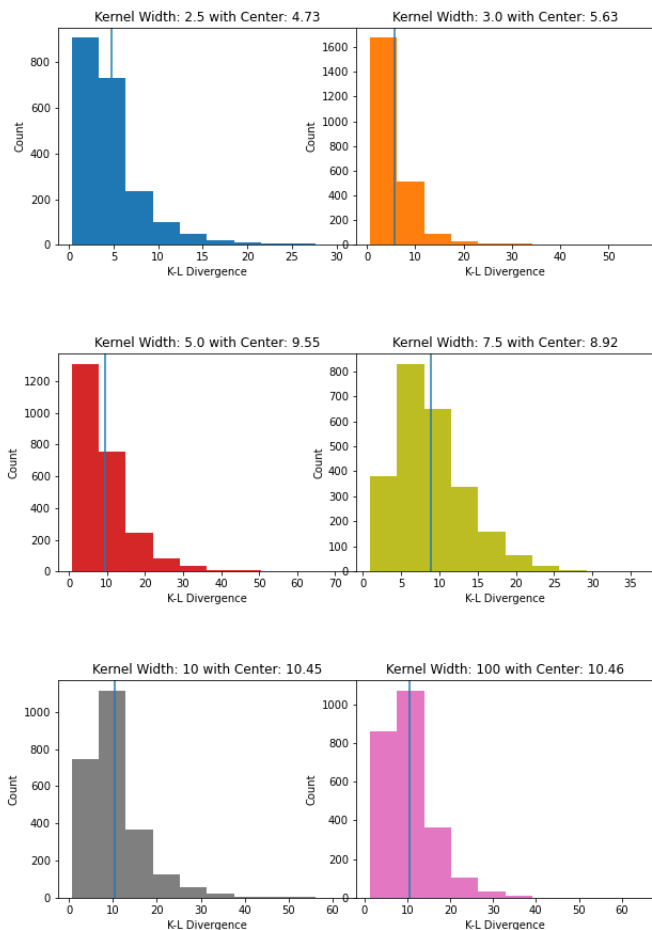 Kernel Width: 2.5 with Center: 4.73
800
600
400
200
0
Count
0 5 10 15 20 25 30
K-L Divergence
Kernel Width: 3.0 with Center: 5.63
1600
1400
1200
1000
800
600
400
200
0
Count
0 10 20 30 40 50
K-L Divergence
Kernel Width: 5.0 with Center: 9.55
1200
1000
800
600
400
200
0
Count
0 10 20 30 40 50 60 70
K-L Divergence
Kernel Width: 7.5 with Center: 8.92
800
700
600
500
400
300
200
100
0
Count
0 5 10 15 20 25 30 35
K-L Divergence
Kernel Width: 10 with Center: 10.45
1000
800
600
400
200
0
Count
0 10 20 30 40 50 60
K-L Divergence
Kernel Width: 100 with Center: 10.46
1000
800
600
400
200
0
Count
0 10 20 30 40 50 60
K-L Divergence